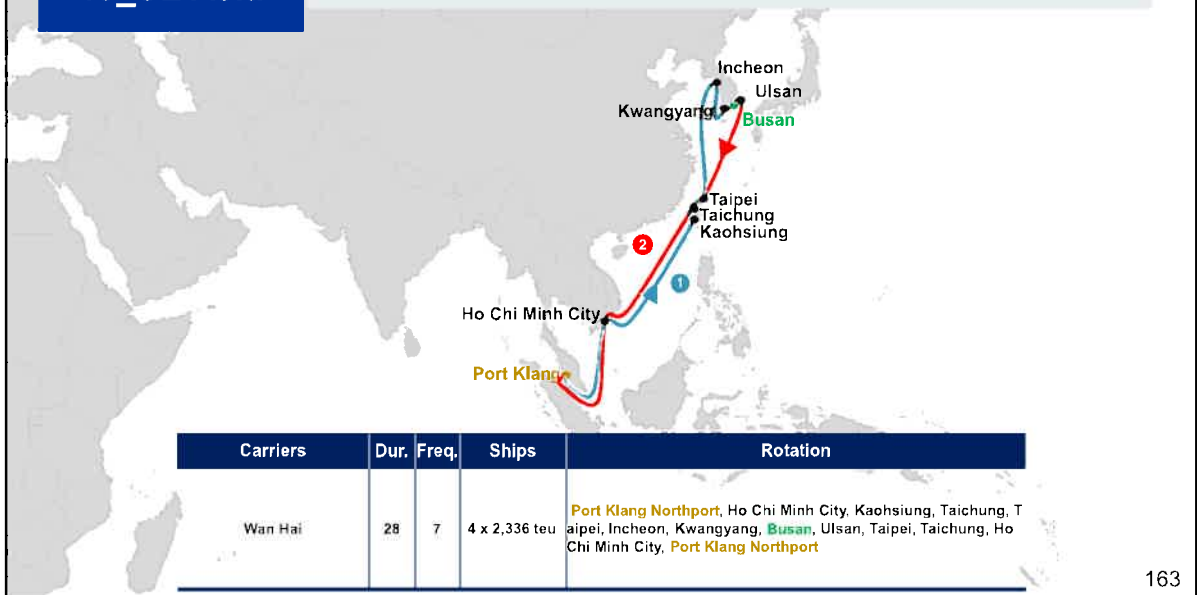 Incheon
Ulsan
Kwangyang
Busan
Taipei
Taichung
Kaohsiung
2
1
Ho Chi Minh City
Port Klang
Carriers Dur. Freq. Ships Rotation
Port Klang Northport, Ho Chi Minh City, Kaohsiung, Taichung, T
Wan Hai 28 7 4 x 2,336 teu aipei, Incheon, Kwangyang, Busan, Ulsan, Taipei, Taichung, Ho
Chi Minh City, Port Klang Northport
163